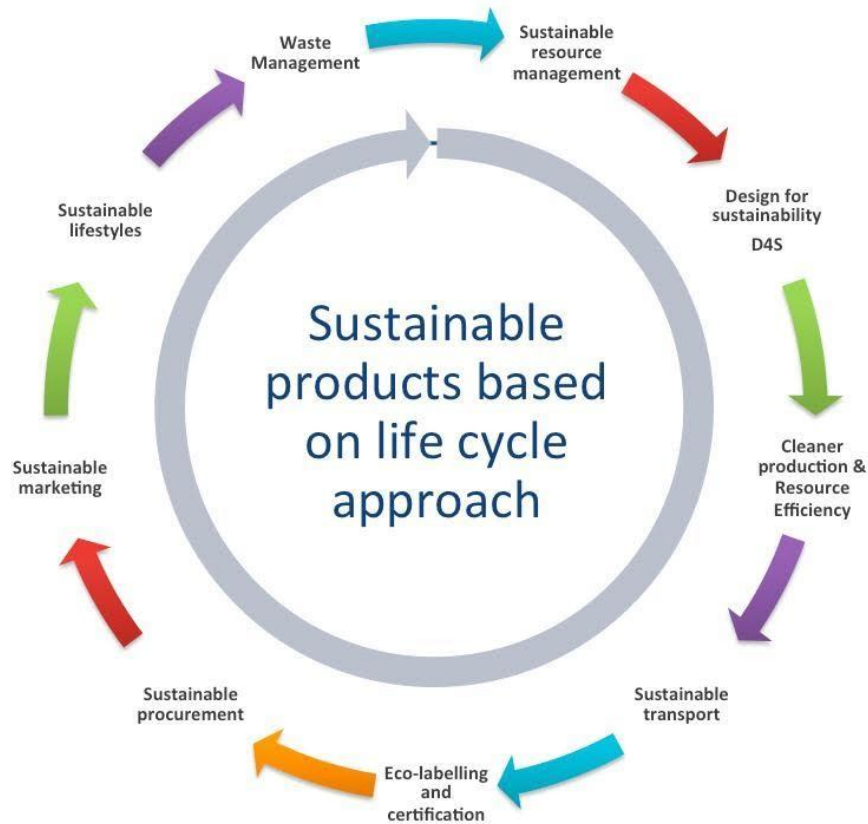 Waste
Management
Sustainable
resource
management
Design for
sustainability
D4S
Cleaner
production &
Resource
Efficiency
Sustainable
transport
Eco-labelling
and
certification
Sustainable
procurement
Sustainable
marketing
Sustainable
lifestyles
Sustainable
products based
on life cycle
approach